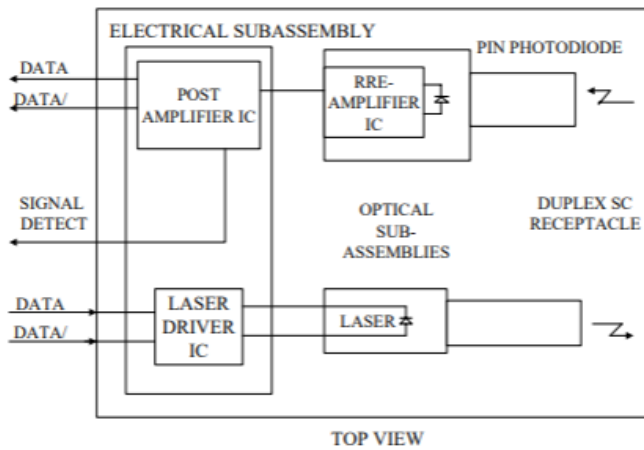 ELECTRICAL SUBASSEMBLY
DATA
DATA/
POST
AMPLIFIER IC
RRE-
AMPLIFIER
IC
PIN PHOTODIODE
SIGNAL
DETECT
OPTICAL
SUB-
ASSEMBLIES
DUPLEX SC
RECEPTACLE
DATA
DATA/
LASER
DRIVER
IC
LASER
TOP VIEW